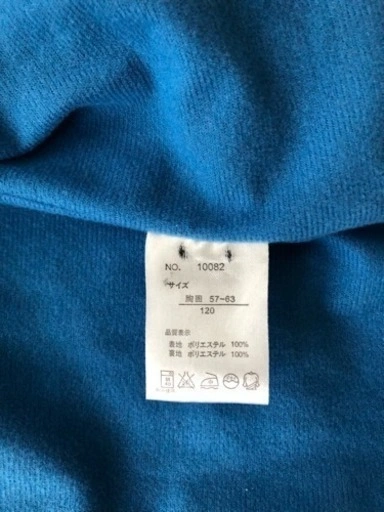 NO. 10082
サイズ
胸囲 57~63
120
品質表示
表地 ポリエステル 100%
裏地 ポリエステル 100%